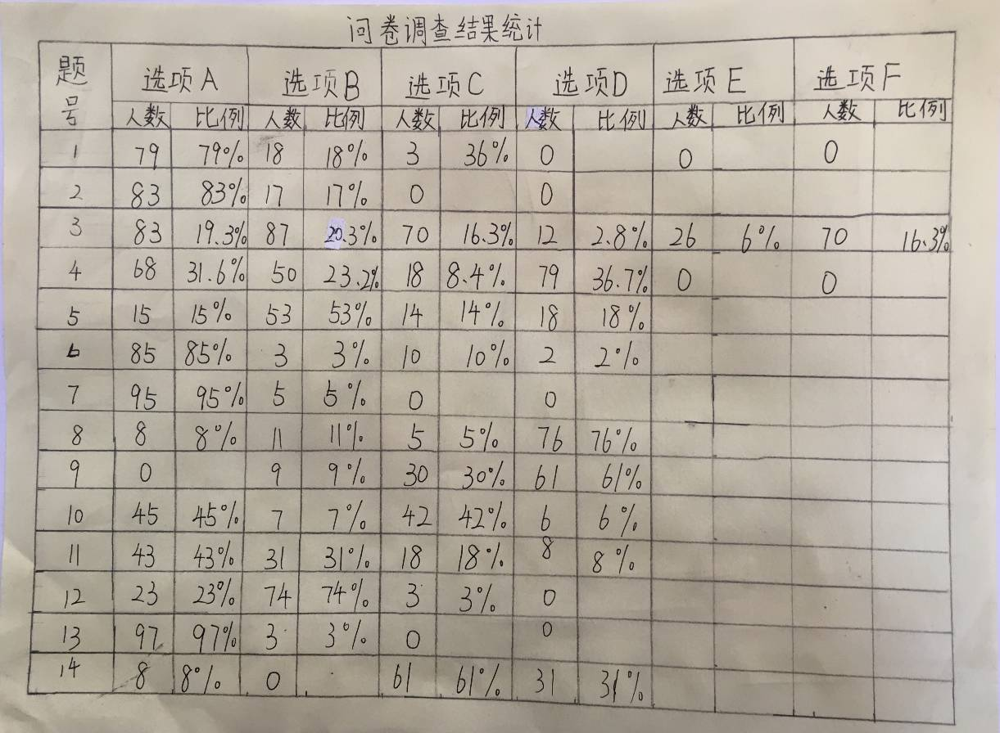 问卷调查结果统计
题号 选项A 选项B 选项C 选项D 选项E 选项F
人数 比例 人数 比例 人数 比例 人数 比例 人数 比例 人数 比例
1 79 79% 18 18% 3 36% 0 0 0
2 83 83% 17 17% 0 0
3 83 19.3% 87 20.3% 70 16.3% 12 2.8% 26 6% 70 16.3%
4 68 31.6% 50 23.2% 18 8.4% 79 36.7% 0 0
5 15 15% 53 53% 14 14% 18 18%
6 85 85% 3 3% 10 10% 2 2%
7 95 95% 5 5% 0 0
8 8 8% 11 11% 5 5% 76 76%
9 0 9 9% 30 30% 61 61%
10 45 45% 7 7% 42 42% 6 6%
11 43 43% 31 31% 18 18% 8 8%
12 23 23% 74 74% 3 3% 0
13 97 97% 3 3% 0 0
14 8 8% 0 61 61% 31 31%